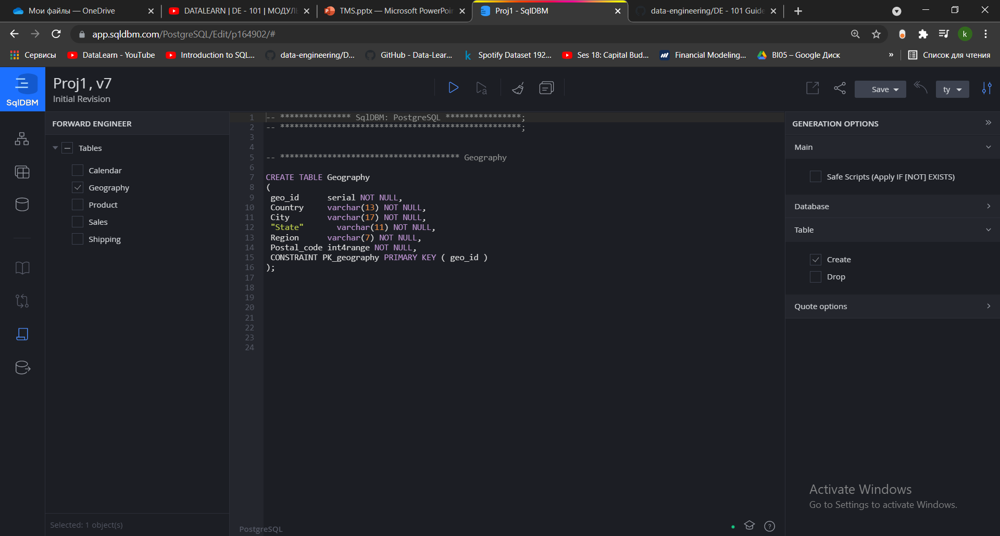 Мои файлы — OneDrive
DATALEARN | DE - 101 | МОДУЛЬ
TMS.pptx — Microsoft PowerPoin
Proj1 - SqlDBM
data-engineering/DE - 101 Guide
app.sqldbm.com/PostgreSQL/Edit/p164902/#
k
Сервисы
DataLearn - YouTube
Introduction to SQL...
data-engineering/D...
GitHub - Data-Lear...
Spotify Dataset 192...
Ses 18: Capital Bud...
Financial Modeling...
BI05 – Google Диск
»
Список для чтения
SqlDBM
Proj1, v7
Initial Revision
Save
ty
FORWARD ENGINEER
Tables
Calendar
Geography
Product
Sales
Shipping
Selected: 1 object(s)
1 -- *************** SqlDBM: PostgreSQL ****************;
2 -- ***************************************************;
3
4
5 -- ************************************** Geography
6
7 CREATE TABLE Geography
8 (
9 geo_id serial NOT NULL,
10 Country varchar(13) NOT NULL,
11 City varchar(17) NOT NULL,
12 "State" varchar(11) NOT NULL,
13 Region varchar(7) NOT NULL,
14 Postal_code int4range NOT NULL,
15 CONSTRAINT PK_geography PRIMARY KEY ( geo_id )
16 );
17
18
19
20
21
22
23
24
PostgreSQL
GENERATION OPTIONS
Main
Safe Scripts (Apply IF [NOT] EXISTS)
Database
Table
Create
Drop
Quote options
Activate Windows
Go to Settings to activate Windows.